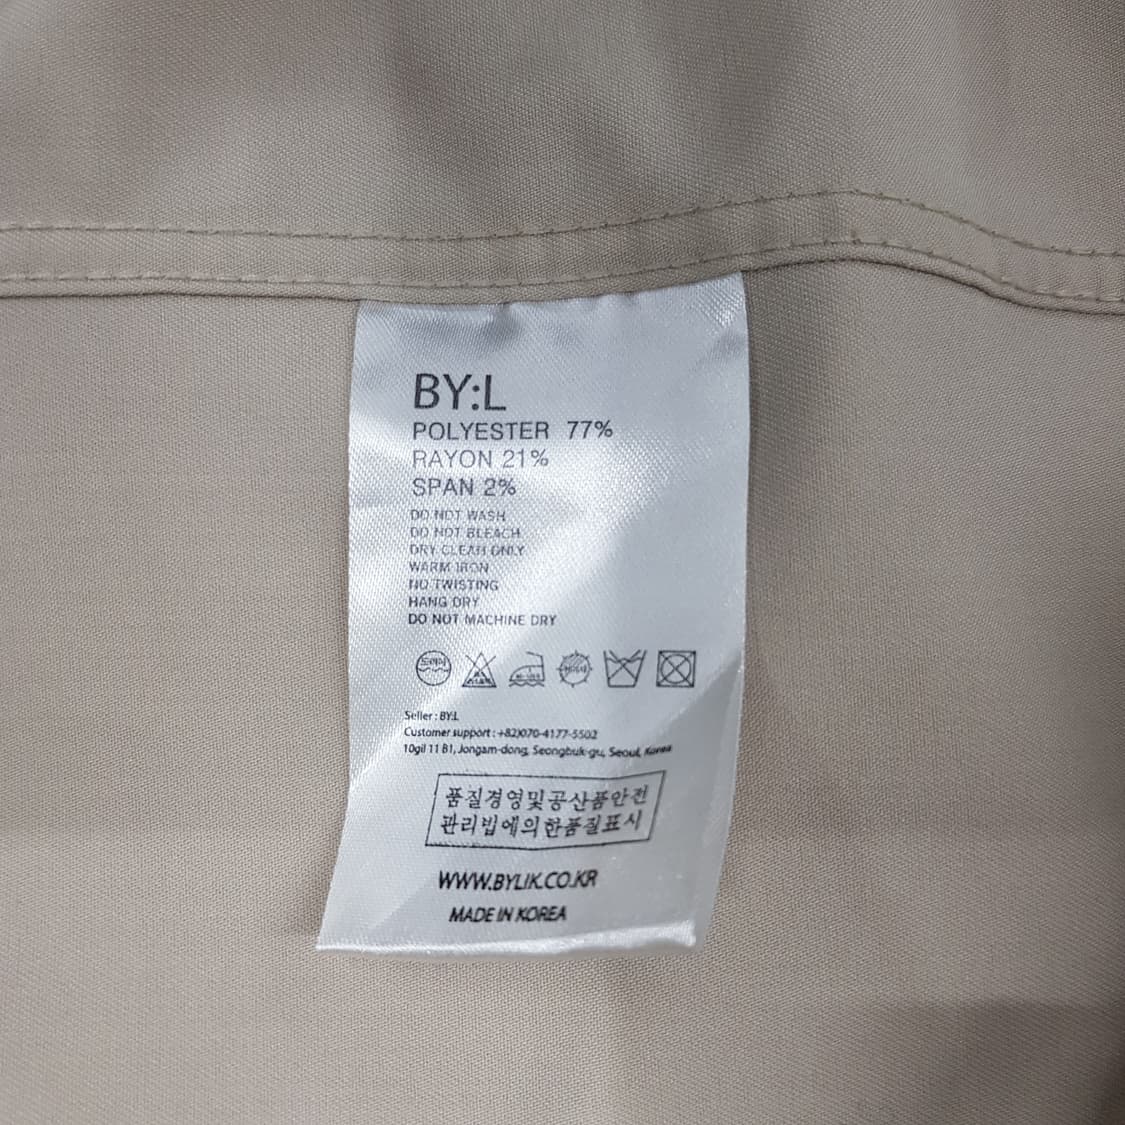 BY:L
POLYESTER 77%
RAYON 21%
SPAN 2%
DO NOT WASH
DO NOT BLEACH
DRY CLEAN ONLY
WARM IRON
NO TWISTING
HANG DRY
DO NOT MACHINE DRY
드라이
Seller : BY:L
Customer support : +82)070-4177-5502
10gil 11 B1, Jongam-dong, Seongbuk-gu, Seoul, Korea
품질경영및공산품안전
관리법에의한품질표시
WWW.BYLIK.CO.KR
MADE IN KOREA